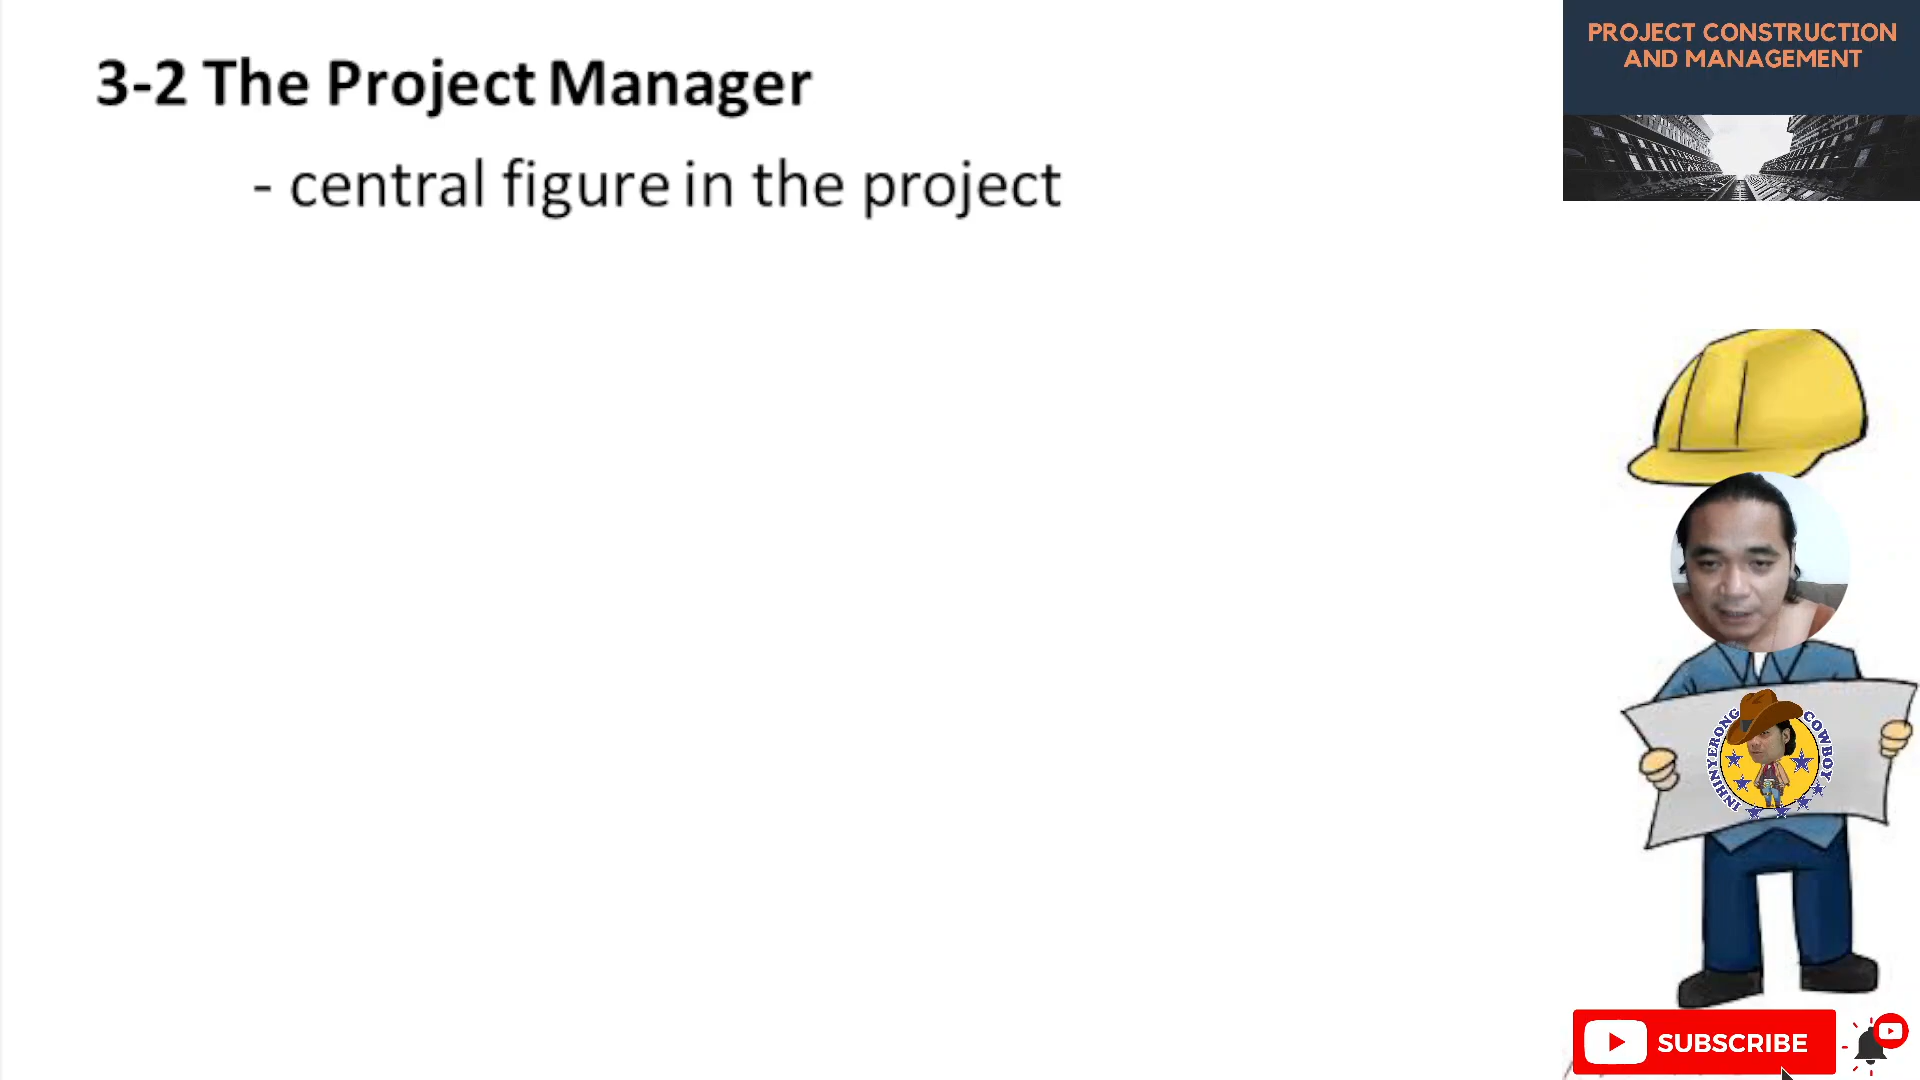 3-2 The Project Manager
- central figure in the project
PROJECT CONSTRUCTION
AND MANAGEMENT
INHINYERONG COWBOY
SUBSCRIBE